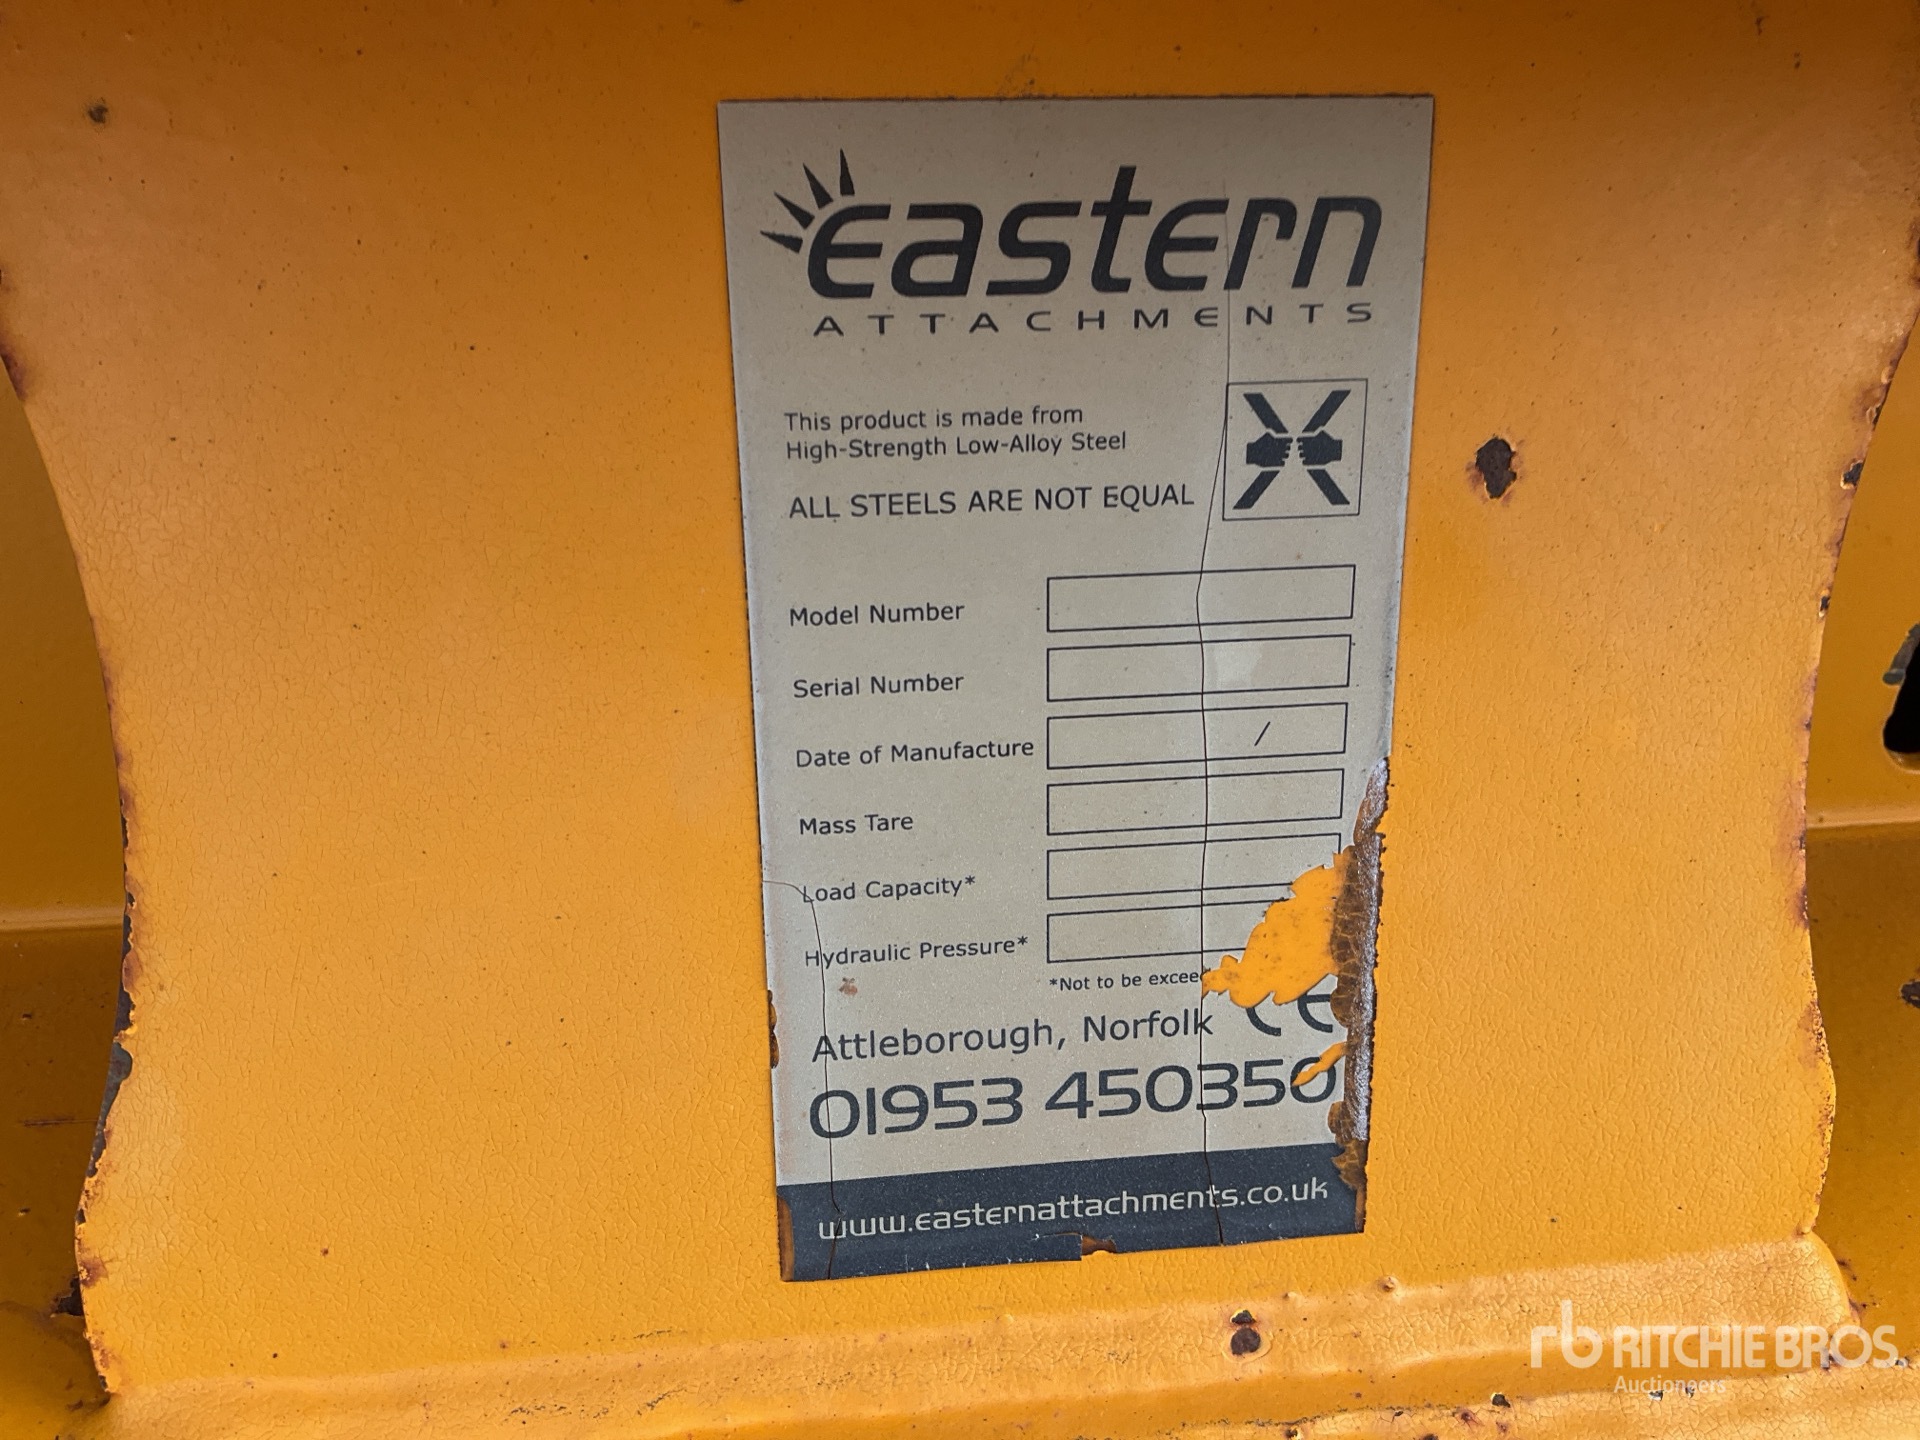 eastern
ATTACHMENTS
This product is made from
High-Strength Low-Alloy Steel
ALL STEELS ARE NOT EQUAL
Model Number
Serial Number
Date of Manufacture /
Mass Tare
Load Capacity*
Hydraulic Pressure*
*Not to be excee
Attleborough, Norfolk CE
01953 450350
www.easternattachments.co.uk
rb RITCHIE BROS.
Auctioneers